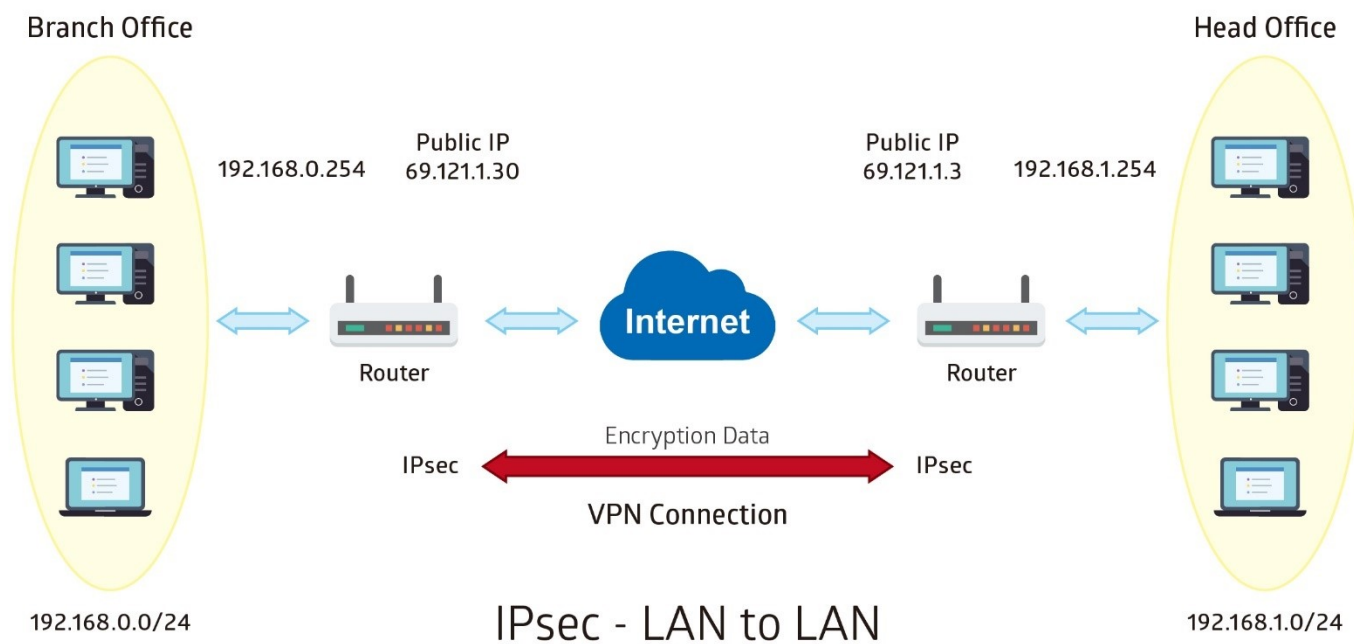 Branch Office
Head Office
192.168.0.254
Public IP
69.121.1.30
Public IP
69.121.1.3
192.168.1.254
Internet
Router
Router
Encryption Data
IPsec
IPsec
VPN Connection
192.168.0.0/24
IPsec - LAN to LAN
192.168.1.0/24